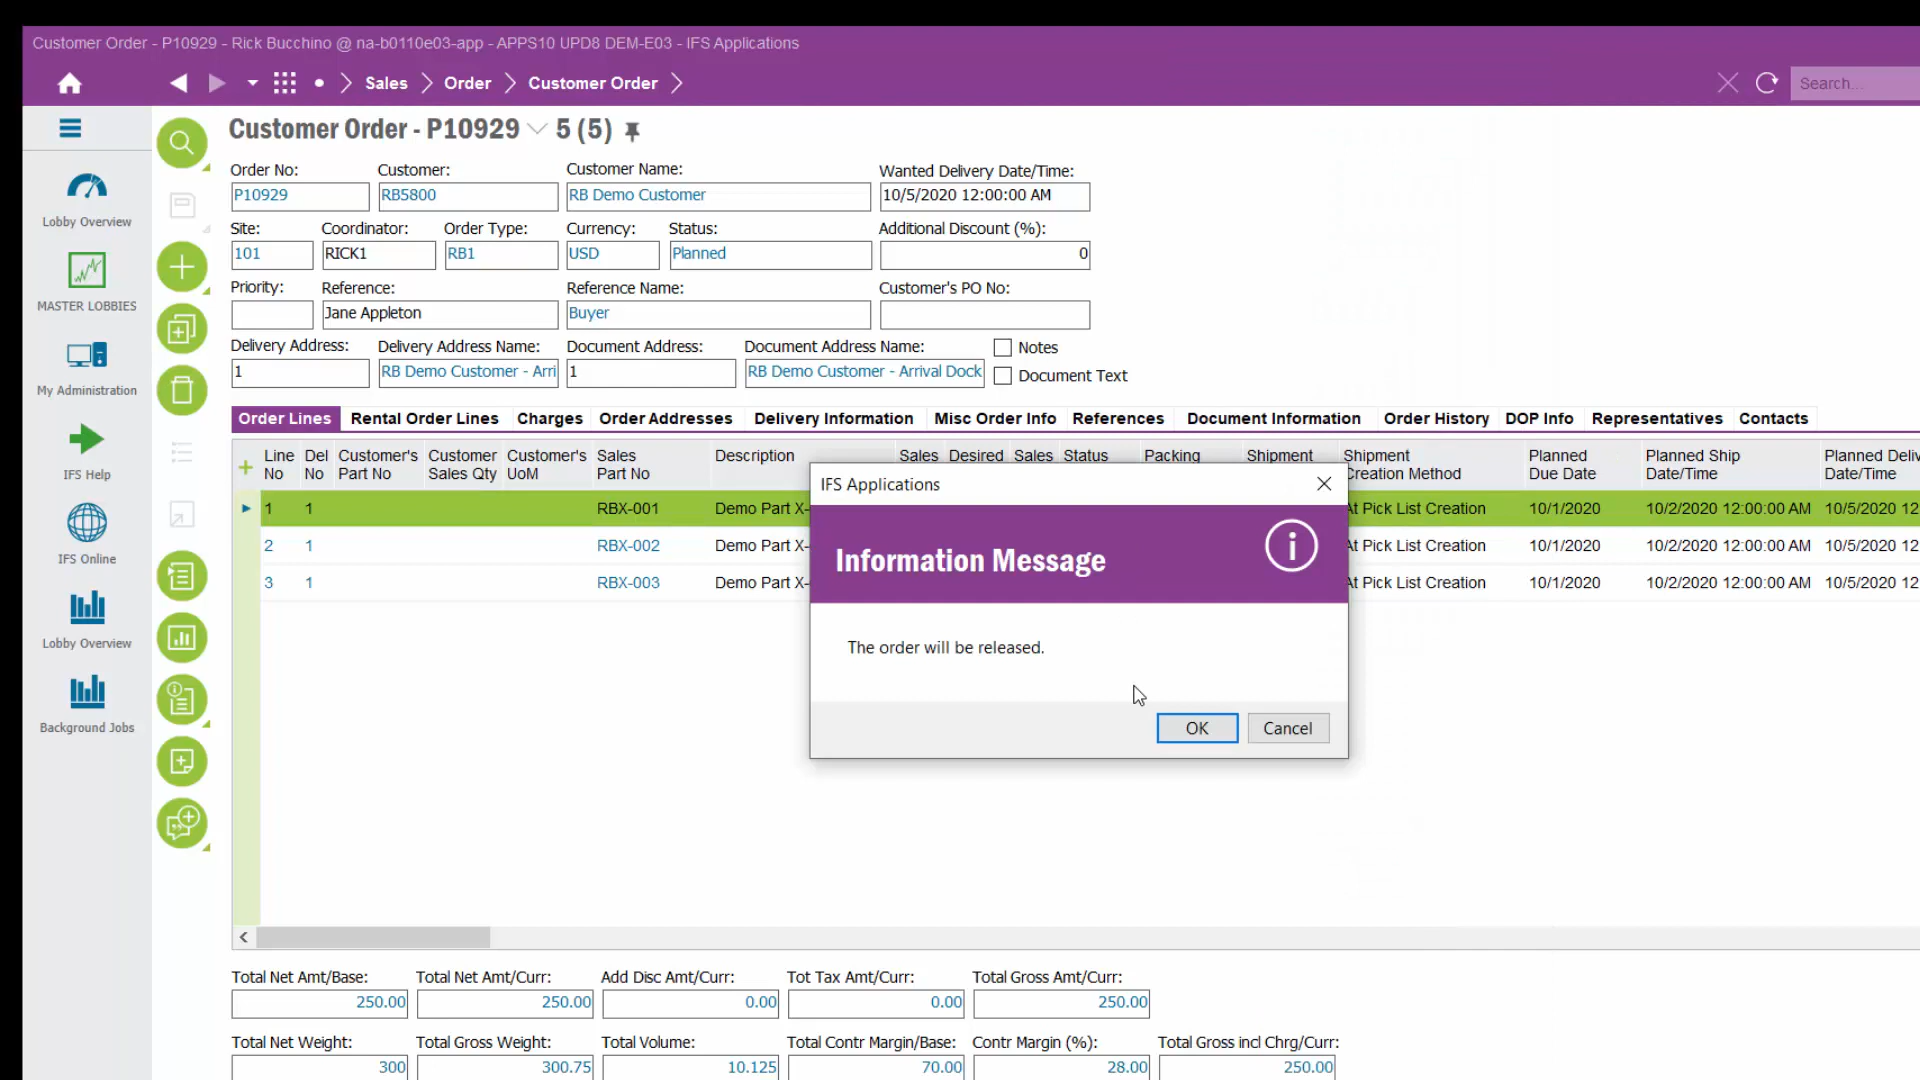 Customer Order - P10929 - Rick Bucchino @ na-b0110e03-app - APPS10 UPD8 DEM-E03 - IFS Applications
Sales Order Customer Order
Search...
Customer Order - P10929 5 (5)
Order No: Customer: Customer Name: Wanted Delivery Date/Time:
P10929 RB5800 RB Demo Customer 10/5/2020 12:00:00 AM
Site: Coordinator: Order Type: Currency: Status: Additional Discount (%):
101 RICK1 RB1 USD Planned 0
Priority: Reference: Reference Name: Customer's PO No:
Jane Appleton Buyer
Delivery Address: Delivery Address Name: Document Address: Document Address Name: Notes
1 RB Demo Customer - Arri 1 RB Demo Customer - Arrival Dock Document Text
Lobby Overview
MASTER LOBBIES
My Administration
IFS Help
IFS Online
Lobby Overview
Background Jobs
Order Lines Rental Order Lines Charges Order Addresses Delivery Information Misc Order Info References Document Information Order History DOP Info Representatives Contacts
Line Del Customer's Customer Customer's Sales Description Sales Desired Sales Status Packing Shipment Shipment Planned Planned Ship Planned Deliv
No No Part No Sales Qty UoM Part No Creation Method Due Date Date/Time Date/Time
1 1 RBX-001 Demo Part X- At Pick List Creation 10/1/2020 10/2/2020 12:00:00 AM 10/5/2020 12
2 1 RBX-002 Demo Part X- At Pick List Creation 10/1/2020 10/2/2020 12:00:00 AM 10/5/2020 12
3 1 RBX-003 Demo Part X- At Pick List Creation 10/1/2020 10/2/2020 12:00:00 AM 10/5/2020 12
IFS Applications
Information Message
The order will be released.
OK Cancel
Total Net Amt/Base: Total Net Amt/Curr: Add Disc Amt/Curr: Tot Tax Amt/Curr: Total Gross Amt/Curr:
250.00 250.00 0.00 0.00 250.00
Total Net Weight: Total Gross Weight: Total Volume: Total Contr Margin/Base: Contr Margin (%): Total Gross incl Chrg/Curr:
300 300.75 10.125 70.00 28.00 250.00